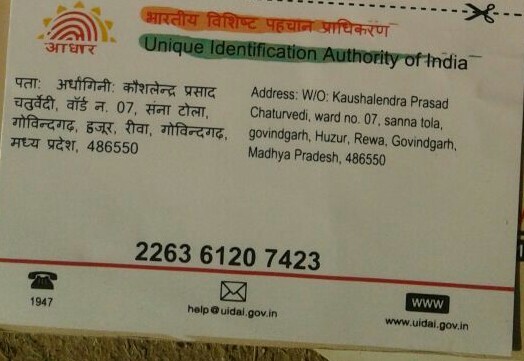 भारतीय विशिष्ट पहचान प्राधिकरण
Unique Identification Authority of India
आधार
पता: अर्धांगिनी: कौशलेन्द्र प्रसाद
चतुर्वेदी, वॉर्ड न. 07, संना टोला,
गोविन्दगढ़, हुजूर, रीवा, गोविन्दगढ़,
मध्य प्रदेश, 486550
Address: W/O: Kaushalendra Prasad
Chaturvedi, ward no. 07, sanna tola,
govindgarh, Huzur, Rewa, Govindgarh,
Madhya Pradesh, 486550
2263 6120 7423
1947
help@uidai.gov.in
www
www.uidai.gov.in